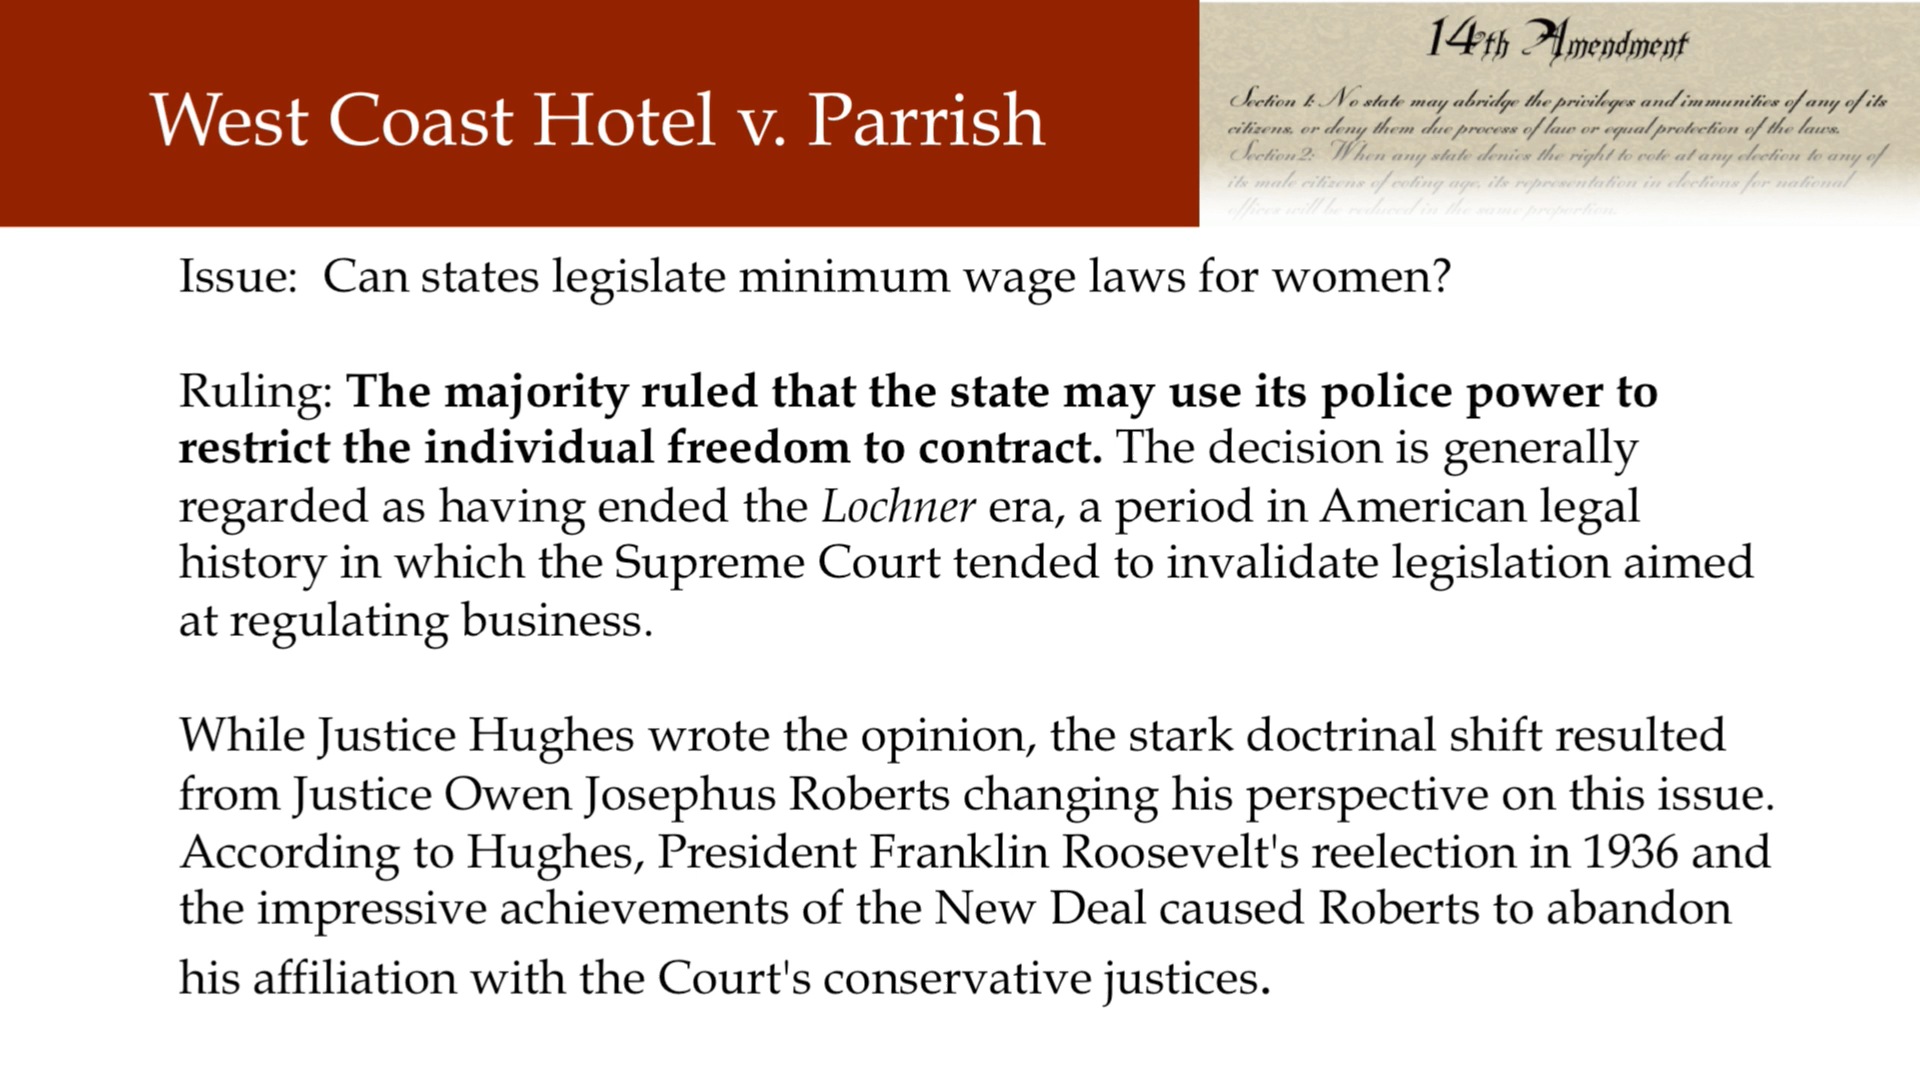 West Coast Hotel v. Parrish
14th Amendment
Section 1: No state may abridge the privileges and immunities of any of its
citizens, or deny them due process of law or equal protection of the laws.
Section 2: When any state denies the right to vote at any election to any of
its male citizens of voting age, its representation in elections for national
offices will be reduced in the same proportion.
Issue: Can states legislate minimum wage laws for women?
Ruling: The majority ruled that the state may use its police power to
restrict the individual freedom to contract. The decision is generally
regarded as having ended the Lochner era, a period in American legal
history in which the Supreme Court tended to invalidate legislation aimed
at regulating business.
While Justice Hughes wrote the opinion, the stark doctrinal shift resulted
from Justice Owen Josephus Roberts changing his perspective on this issue.
According to Hughes, President Franklin Roosevelt's reelection in 1936 and
the impressive achievements of the New Deal caused Roberts to abandon
his affiliation with the Court's conservative justices.